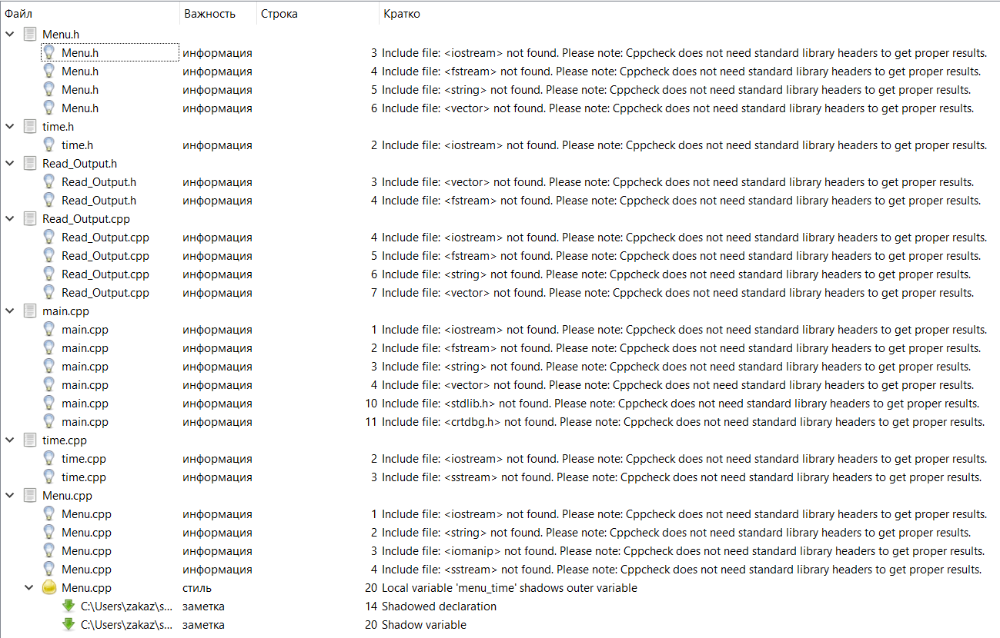 Файл Важность Строка Кратко
Menu.h
Menu.h информация 3 Include file: <iostream> not found. Please note: Cppcheck does not need standard library headers to get proper results.
Menu.h информация 4 Include file: <fstream> not found. Please note: Cppcheck does not need standard library headers to get proper results.
Menu.h информация 5 Include file: <string> not found. Please note: Cppcheck does not need standard library headers to get proper results.
Menu.h информация 6 Include file: <vector> not found. Please note: Cppcheck does not need standard library headers to get proper results.
time.h
time.h информация 2 Include file: <iostream> not found. Please note: Cppcheck does not need standard library headers to get proper results.
Read_Output.h
Read_Output.h информация 3 Include file: <vector> not found. Please note: Cppcheck does not need standard library headers to get proper results.
Read_Output.h информация 4 Include file: <fstream> not found. Please note: Cppcheck does not need standard library headers to get proper results.
Read_Output.cpp
Read_Output.cpp информация 4 Include file: <iostream> not found. Please note: Cppcheck does not need standard library headers to get proper results.
Read_Output.cpp информация 5 Include file: <fstream> not found. Please note: Cppcheck does not need standard library headers to get proper results.
Read_Output.cpp информация 6 Include file: <string> not found. Please note: Cppcheck does not need standard library headers to get proper results.
Read_Output.cpp информация 7 Include file: <vector> not found. Please note: Cppcheck does not need standard library headers to get proper results.
main.cpp
main.cpp информация 1 Include file: <iostream> not found. Please note: Cppcheck does not need standard library headers to get proper results.
main.cpp информация 2 Include file: <fstream> not found. Please note: Cppcheck does not need standard library headers to get proper results.
main.cpp информация 3 Include file: <string> not found. Please note: Cppcheck does not need standard library headers to get proper results.
main.cpp информация 4 Include file: <vector> not found. Please note: Cppcheck does not need standard library headers to get proper results.
main.cpp информация 10 Include file: <stdlib.h> not found. Please note: Cppcheck does not need standard library headers to get proper results.
main.cpp информация 11 Include file: <crtdbg.h> not found. Please note: Cppcheck does not need standard library headers to get proper results.
time.cpp
time.cpp информация 2 Include file: <iostream> not found. Please note: Cppcheck does not need standard library headers to get proper results.
time.cpp информация 3 Include file: <sstream> not found. Please note: Cppcheck does not need standard library headers to get proper results.
Menu.cpp
Menu.cpp информация 1 Include file: <iostream> not found. Please note: Cppcheck does not need standard library headers to get proper results.
Menu.cpp информация 2 Include file: <string> not found. Please note: Cppcheck does not need standard library headers to get proper results.
Menu.cpp информация 3 Include file: <iomanip> not found. Please note: Cppcheck does not need standard library headers to get proper results.
Menu.cpp информация 4 Include file: <sstream> not found. Please note: Cppcheck does not need standard library headers to get proper results.
Menu.cpp стиль 20 Local variable 'menu_time' shadows outer variable
C:\Users\zakaz\s... заметка 14 Shadowed declaration
C:\Users\zakaz\s... заметка 20 Shadow variable